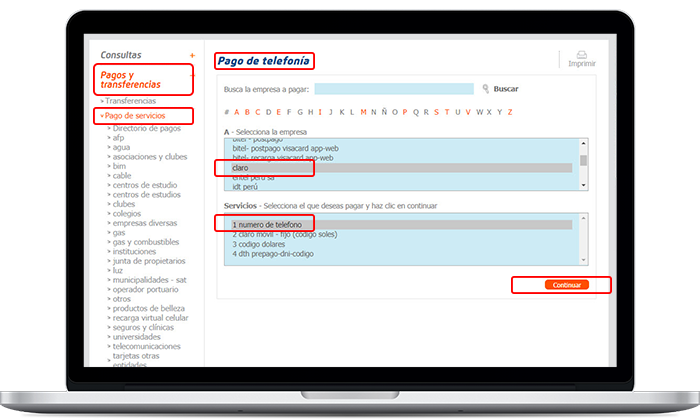 Consultas +
Pagos y
transferencias
Transferencias
Pago de servicios
Directorio de pagos
afp
agua
asociaciones y clubes
bim
cable
centros de estudio
centros de estudios
clubes
colegios
empresas diversas
gas
gas y combustibles
instituciones
junta de propietarios
luz
municipalidades - sat
operador portuario
otros
productos de belleza
recarga virtual celular
seguros y clínicas
universidades
telecomunicaciones
tarjetas otras
entidades
Pago de telefonía
Imprimir
Busca la empresa a pagar:
Buscar
# A B C D E F G H I J K L M N Ñ O P Q R S T U V W X Y Z
A - Selecciona la empresa
bitel - postpago
bitel- postpago visacard app-web
bitel- recarga visacard app-web
claro
entel peru sa
idt perú
Servicios - Selecciona el que deseas pagar y haz clic en continuar
1 numero de telefono
2 claro movil - fijo (codigo soles)
3 codigo dolares
4 dth prepago-dni-codigo
Continuar